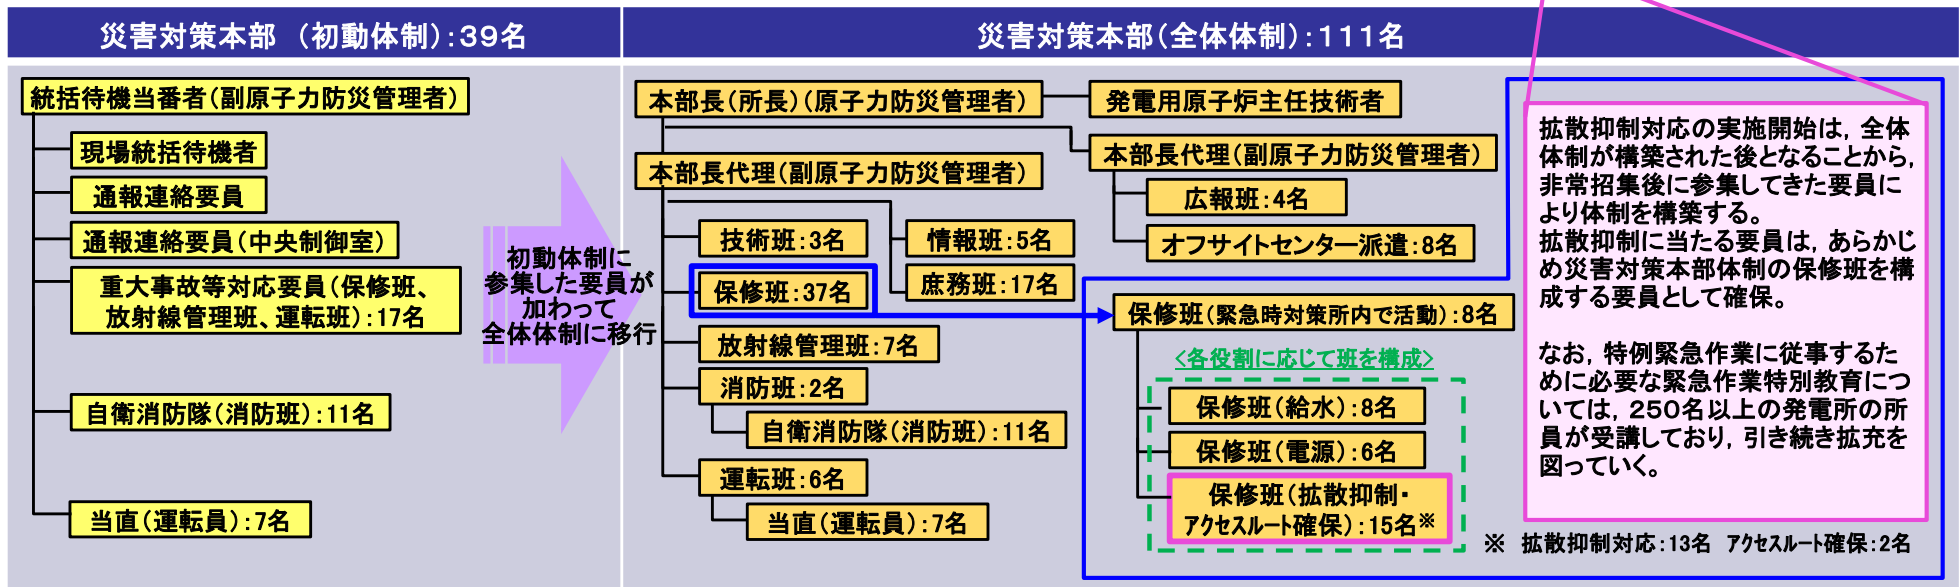 災害対策本部 (初動体制):39名
統括待機当番者(副原子力防災管理者)
現場統括待機者
通報連絡要員
通報連絡要員(中央制御室)
重大事故等対応要員(保修班、
放射線管理班、運転班):17名
自衛消防隊(消防班):11名
当直(運転員):7名
初動体制に
参集した要員が
加わって
全体体制に移行
災害対策本部(全体体制):111名
本部長(所長)(原子力防災管理者)
発電用原子炉主任技術者
本部長代理(副原子力防災管理者)
本部長代理(副原子力防災管理者)
広報班:4名
オフサイトセンター派遣:8名
技術班:3名
情報班:5名
保修班:37名
庶務班:17名
放射線管理班:7名
消防班:2名
自衛消防隊(消防班):11名
運転班:6名
当直(運転員):7名
保修班(緊急時対策所内で活動):8名
<各役割に応じて班を構成>
保修班(給水):8名
保修班(電源):6名
保修班(拡散抑制・
アクセスルート確保):15名※
拡散抑制対応の実施開始は,全体
体制が構築された後となることから,
非常招集後に参集してきた要員に
より体制を構築する。
拡散抑制に当たる要員は,あらかじ
め災害対策本部体制の保修班を構
成する要員として確保。
なお,特例緊急作業に従事するた
めに必要な緊急作業特別教育につ
いては,250名以上の発電所の所
員が受講しており,引き続き拡充を
図っていく。
※ 拡散抑制対応:13名 アクセスルート確保:2名